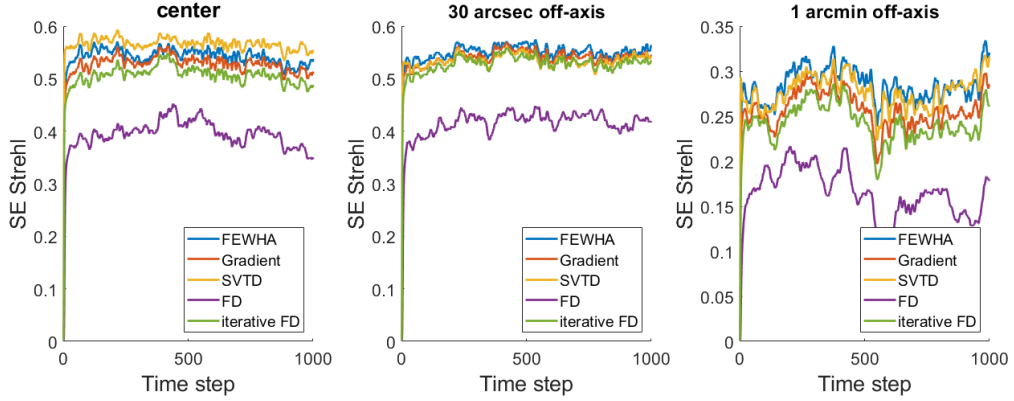 center
SE Strehl
0.6
0.5
0.4
0.3
0.2
0.1
0
0
500
1000
Time step
FEWHA
Gradient
SVTD
FD
iterative FD
30 arcsec off-axis
SE Strehl
0.6
0.5
0.4
0.3
0.2
0.1
0
0
500
1000
Time step
FEWHA
Gradient
SVTD
FD
iterative FD
1 arcmin off-axis
SE Strehl
0.35
0.3
0.25
0.2
0.15
0.1
0.05
0
0
500
1000
Time step
FEWHA
Gradient
SVTD
FD
iterative FD